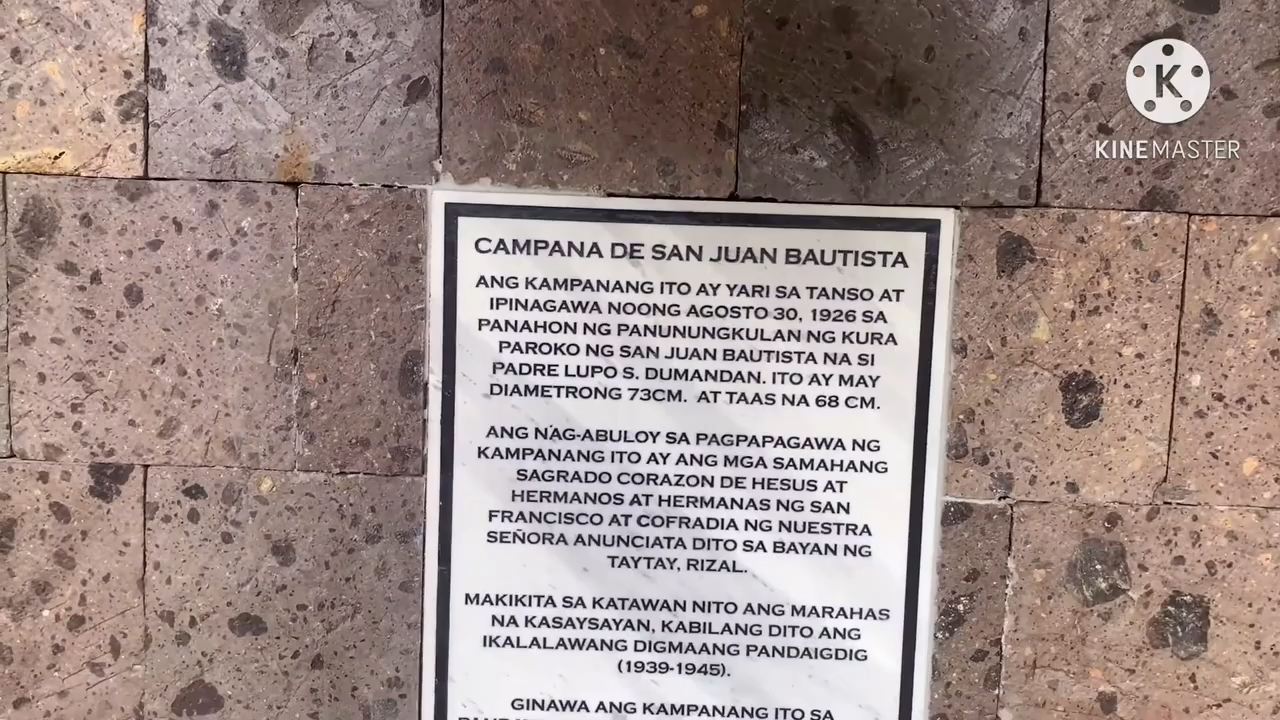 KINEMASTER
CAMPANA DE SAN JUAN BAUTISTA
ANG KAMPANANG ITO AY YARI SA TANSO AT
IPINAGAWA NOONG AGOSTO 30, 1926 SA
PANAHON NG PANUNUNGKULAN NG KURA
PAROKO NG SAN JUAN BAUTISTA NA SI
PADRE LUPO S. DUMANDAN. ITO AY MAY
DIAMETRONG 73CM. AT TAAS NA 68 CM.
ANG NAG-ABULOY SA PAGPAPAGAWA NG
KAMPANANG ITO AY ANG MGA SAMAHANG
SAGRADO CORAZON DE HESUS AT
HERMANOS AT HERMANAS NG SAN
FRANCISCO AT COFRADIA NG NUESTRA
SEÑORA ANUNCIATA DITO SA BAYAN NG
TAYTAY, RIZAL.
MAKIKITA SA KATAWAN NITO ANG MARAHAS
NA KASAYSAYAN, KABILANG DITO ANG
IKALALAWANG DIGMAANG PANDAIGDIG
(1939-1945).
GINAWA ANG KAMPANANG ITO SA